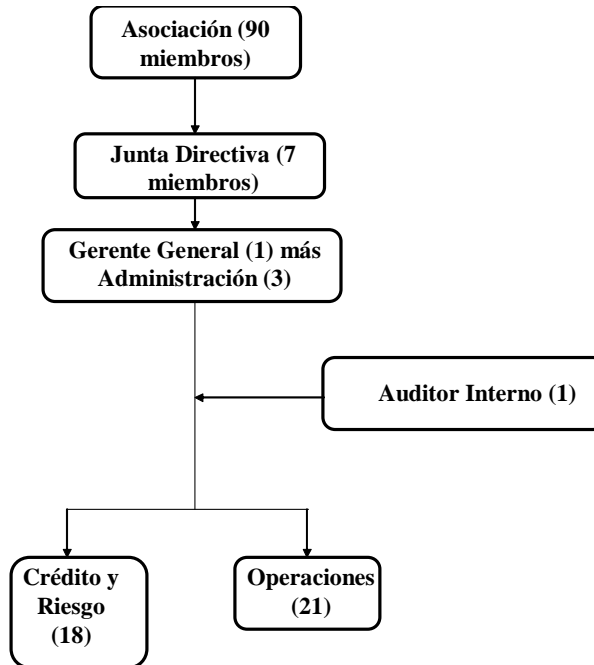 Asociación (90
miembros)
Junta Directiva (7
miembros)
Gerente General (1) más
Administración (3)
Auditor Interno (1)
Crédito y
Riesgo
(18)
Operaciones
(21)